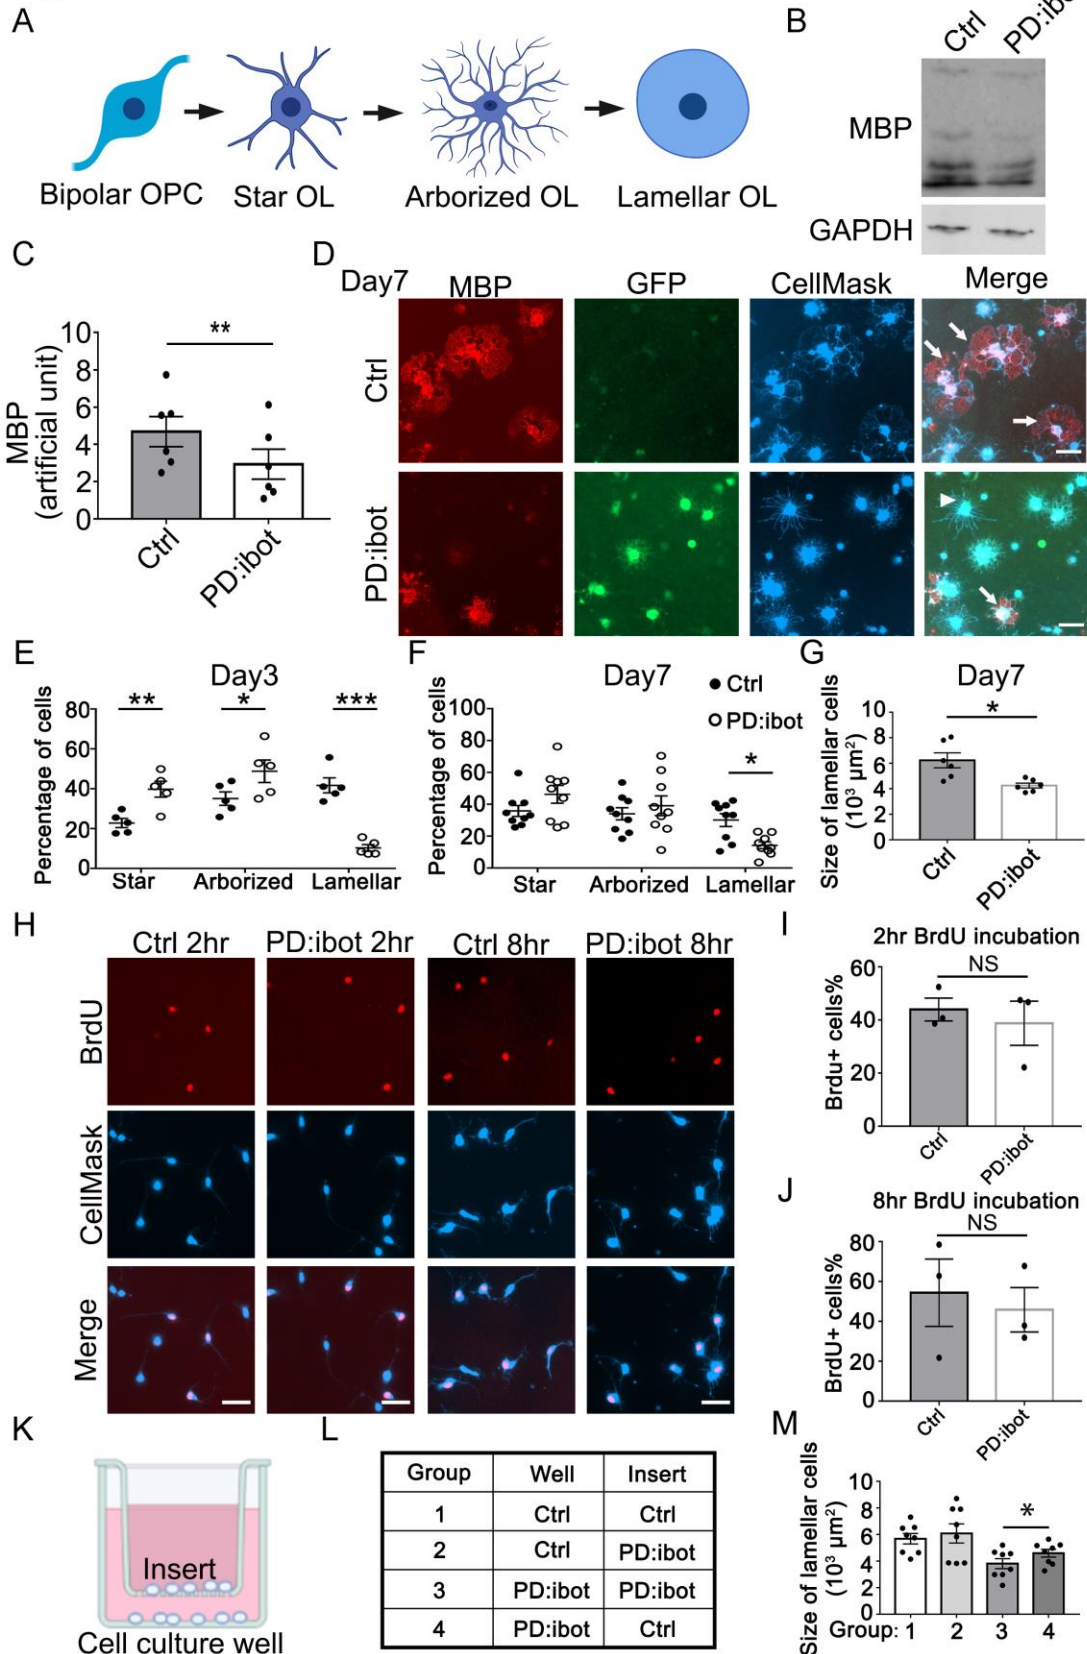 A
Bipolar OPC
Star OL
Arborized OL
Lamellar OL
B
Ctrl
MBP
GAPDH
C
MBP
(artificial unit)
10
8
6
4
2
0
**
Ctrl
PD:ibot
D
Day7
MBP
GFP
CellMask
Merge
Ctrl
PD:ibot
E
Day3
Percentage of cells
80
60
40
20
0
**
*
***
Star
Arborized
Lamellar
F
Day7
Percentage of cells
100
80
60
40
20
0
Ctrl
PD:ibot
*
Star
Arborized
Lamellar
G
Day7
Size of lamellar cells
(10³ μm²)
10
8
6
4
2
0
*
Ctrl
PD:ibot
H
Ctrl 2hr
PD:ibot 2hr
Ctrl 8hr
PD:ibot 8hr
BrdU
CellMask
Merge
I
2hr BrdU incubation
Brdu+ cells%
60
40
20
0
NS
Ctrl
PD:ibot
J
8hr BrdU incubation
BrdU+ cells%
80
60
40
20
0
NS
Ctrl
PD:ibot
K
Insert
Cell culture well
L
Group Well Insert
1 Ctrl Ctrl
2 Ctrl PD:ibot
3 PD:ibot PD:ibot
4 PD:ibot Ctrl
M
Size of lamellar cells
(10³ μm²)
10
8
6
4
2
0
*
Group: 1 2 3 4